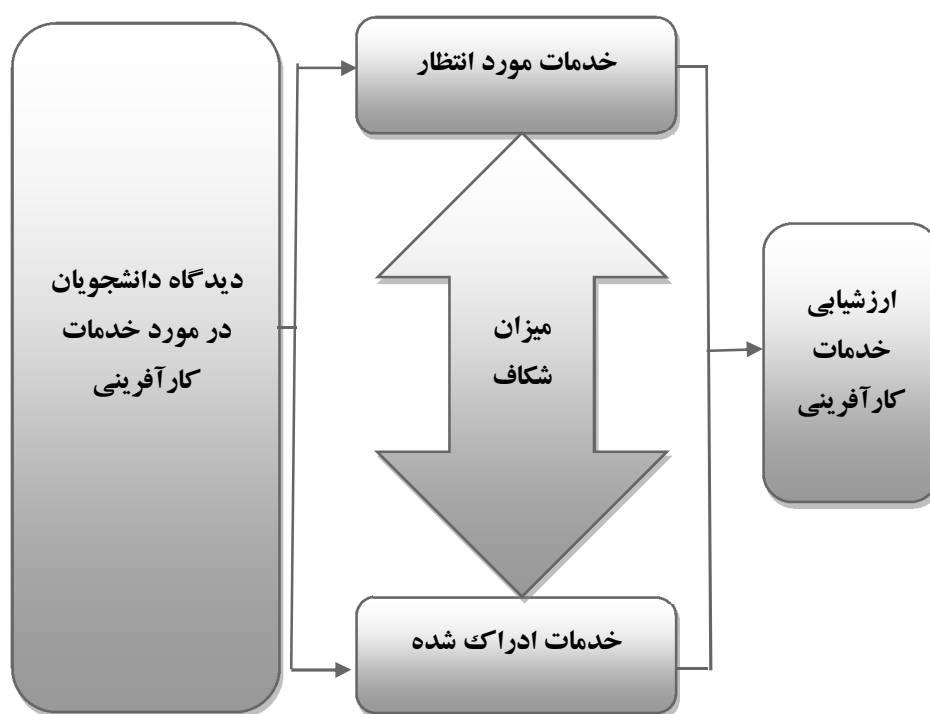 خدمات مورد انتظار
دیدگاه دانشجویان
در مورد خدمات
کارآفرینی
میزان
شکاف
ارزشیابی
خدمات
کارآفرینی
خدمات ادراک شده